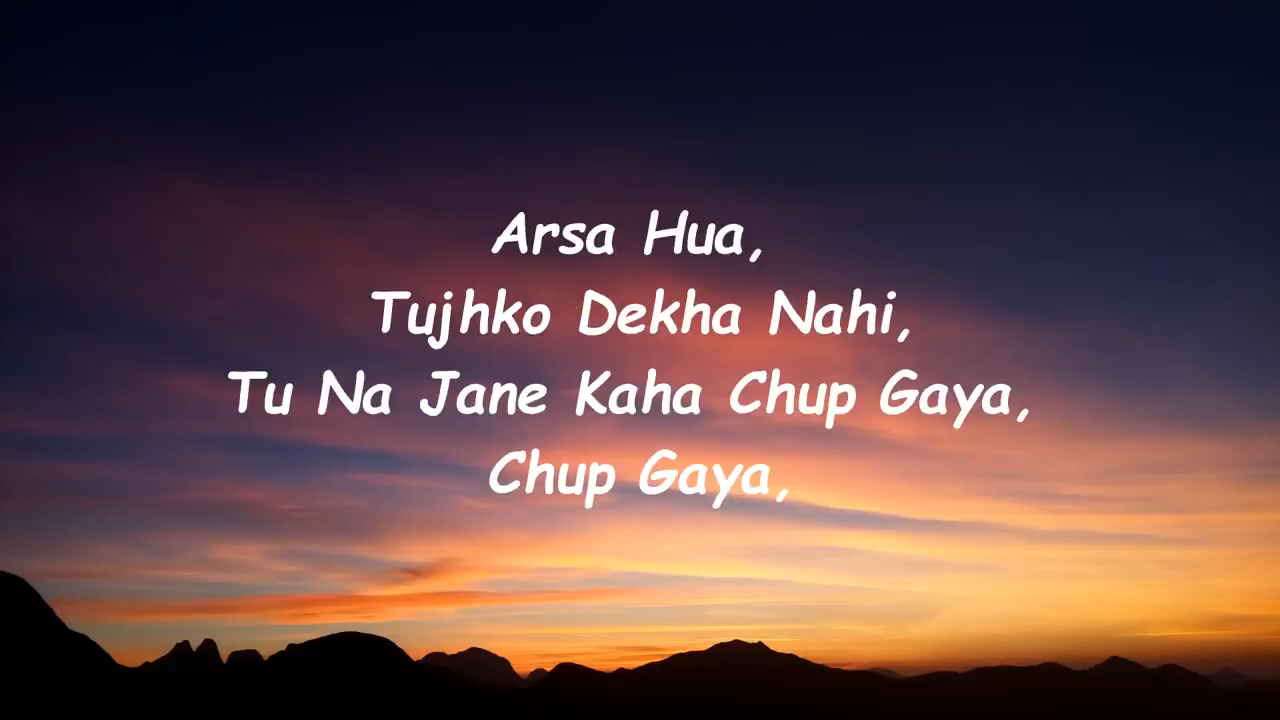 Arsa Hua,
Tujhko Dekha Nahi,
Tu Na Jane Kaha Chup Gaya,
Chup Gaya,